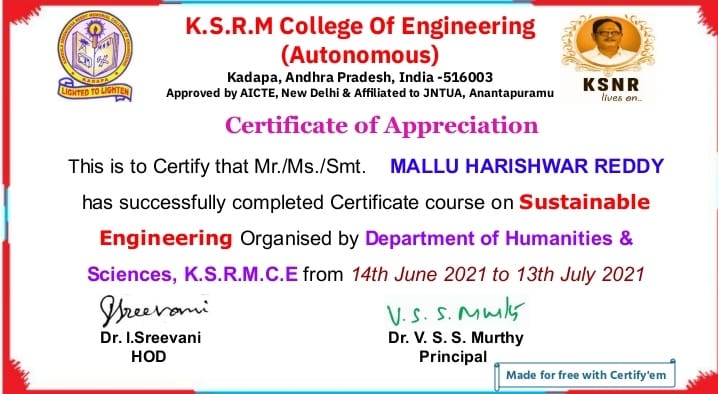 K.S.R.M College Of Engineering
(Autonomous)
Kadapa, Andhra Pradesh, India -516003
Approved by AICTE, New Delhi & Affiliated to JNTUA, Anantapuramu
KADAPA
LIGHTED TO LIGHTEN
KSNR
lives on..
Certificate of Appreciation
This is to Certify that Mr./Ms./Smt. MALLU HARISHWAR REDDY
has successfully completed Certificate course on Sustainable
Engineering Organised by Department of Humanities &
Sciences, K.S.R.M.C.E from 14th June 2021 to 13th July 2021
Sreevani
V. S. S. Murthy
Dr. I.Sreevani
HOD
Dr. V. S. S. Murthy
Principal
Made for free with Certify'em